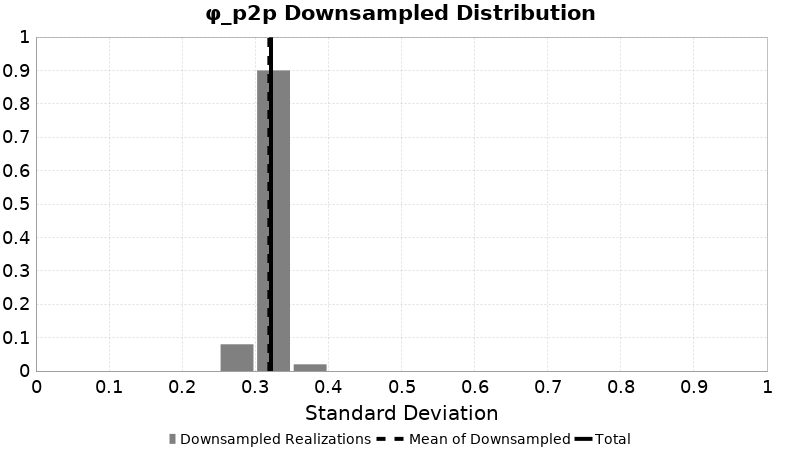 φ_p2p Downsampled Distribution
1
0.9
0.8
0.7
0.6
0.5
0.4
0.3
0.2
0.1
0
0 0.1 0.2 0.3 0.4 0.5 0.6 0.7 0.8 0.9 1
Standard Deviation
Downsampled Realizations Mean of Downsampled Total